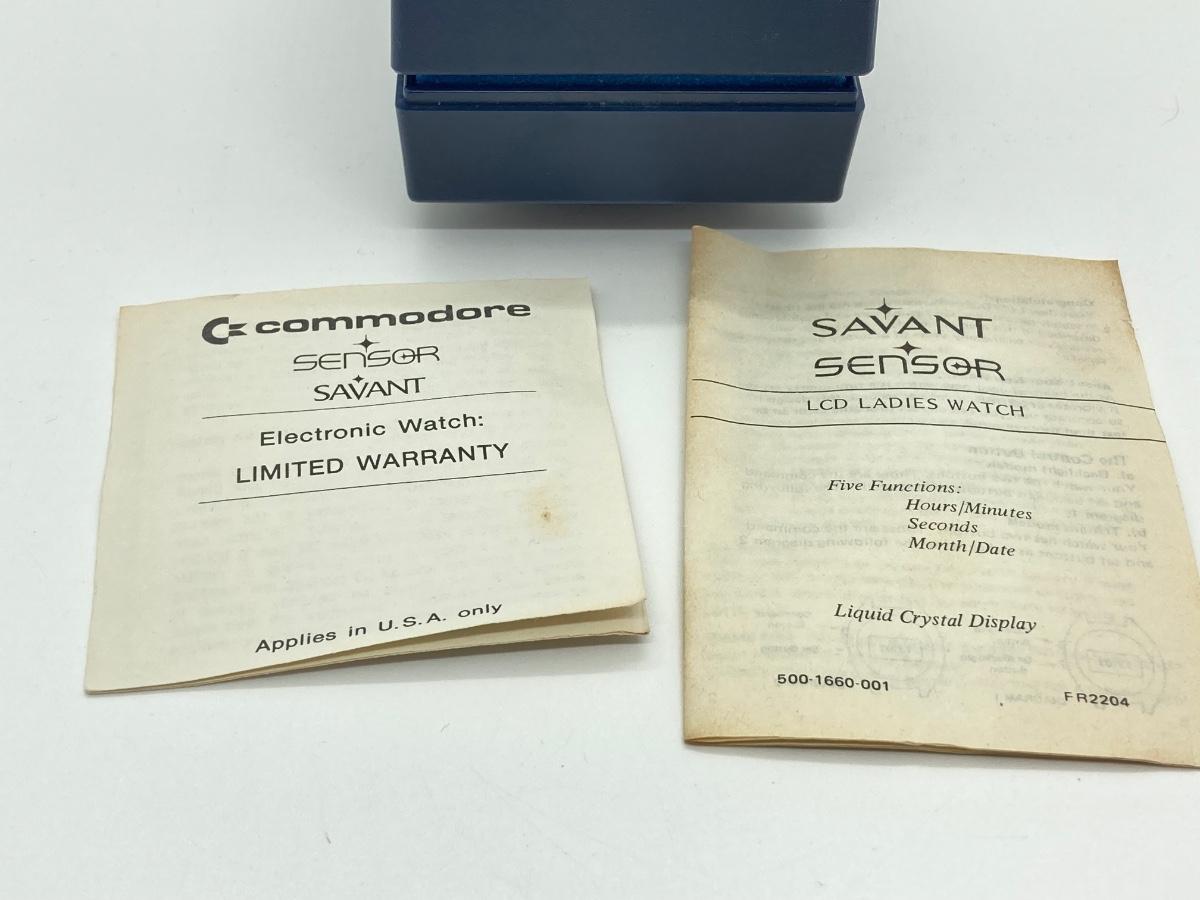 commodore
SENSOR
SAVANT
Electronic Watch:
LIMITED WARRANTY
Applies in U.S.A. only
SAVANT
SENSOR
LCD LADIES WATCH
Five Functions:
Hours/Minutes
Seconds
Month/Date
Liquid Crystal Display
500-1660-001
FR2204